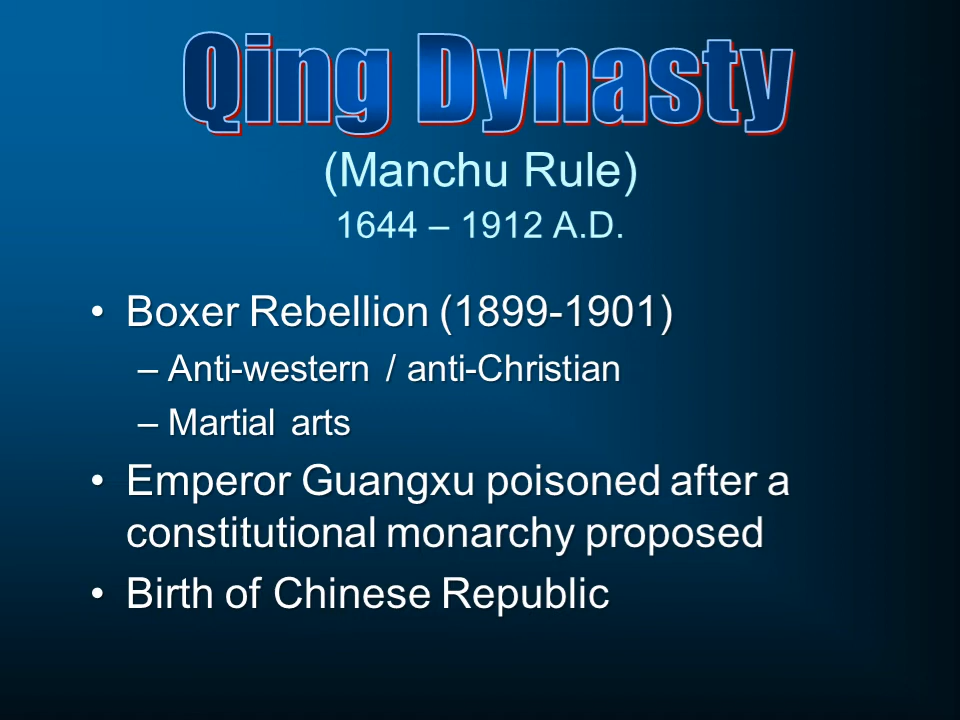 Qing Dynasty
(Manchu Rule)
1644 – 1912 A.D.
• Boxer Rebellion (1899-1901)
– Anti-western / anti-Christian
– Martial arts
• Emperor Guangxu poisoned after a
constitutional monarchy proposed
• Birth of Chinese Republic